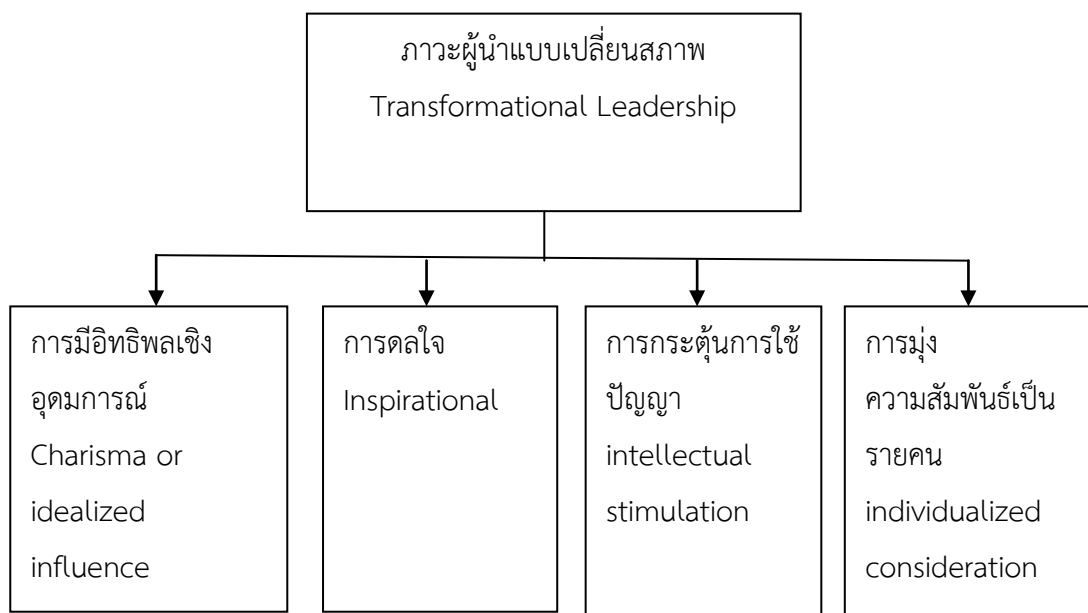 ภาวะผู้นำแบบเปลี่ยนสภาพ
Transformational Leadership
การมีอิทธิพลเชิง
อุดมการณ์
Charisma or
idealized
influence
การดลใจ
Inspirational
การกระตุ้นการใช้
ปัญญา
intellectual
stimulation
การมุ่ง
ความสัมพันธ์เป็น
รายคน
individualized
consideration